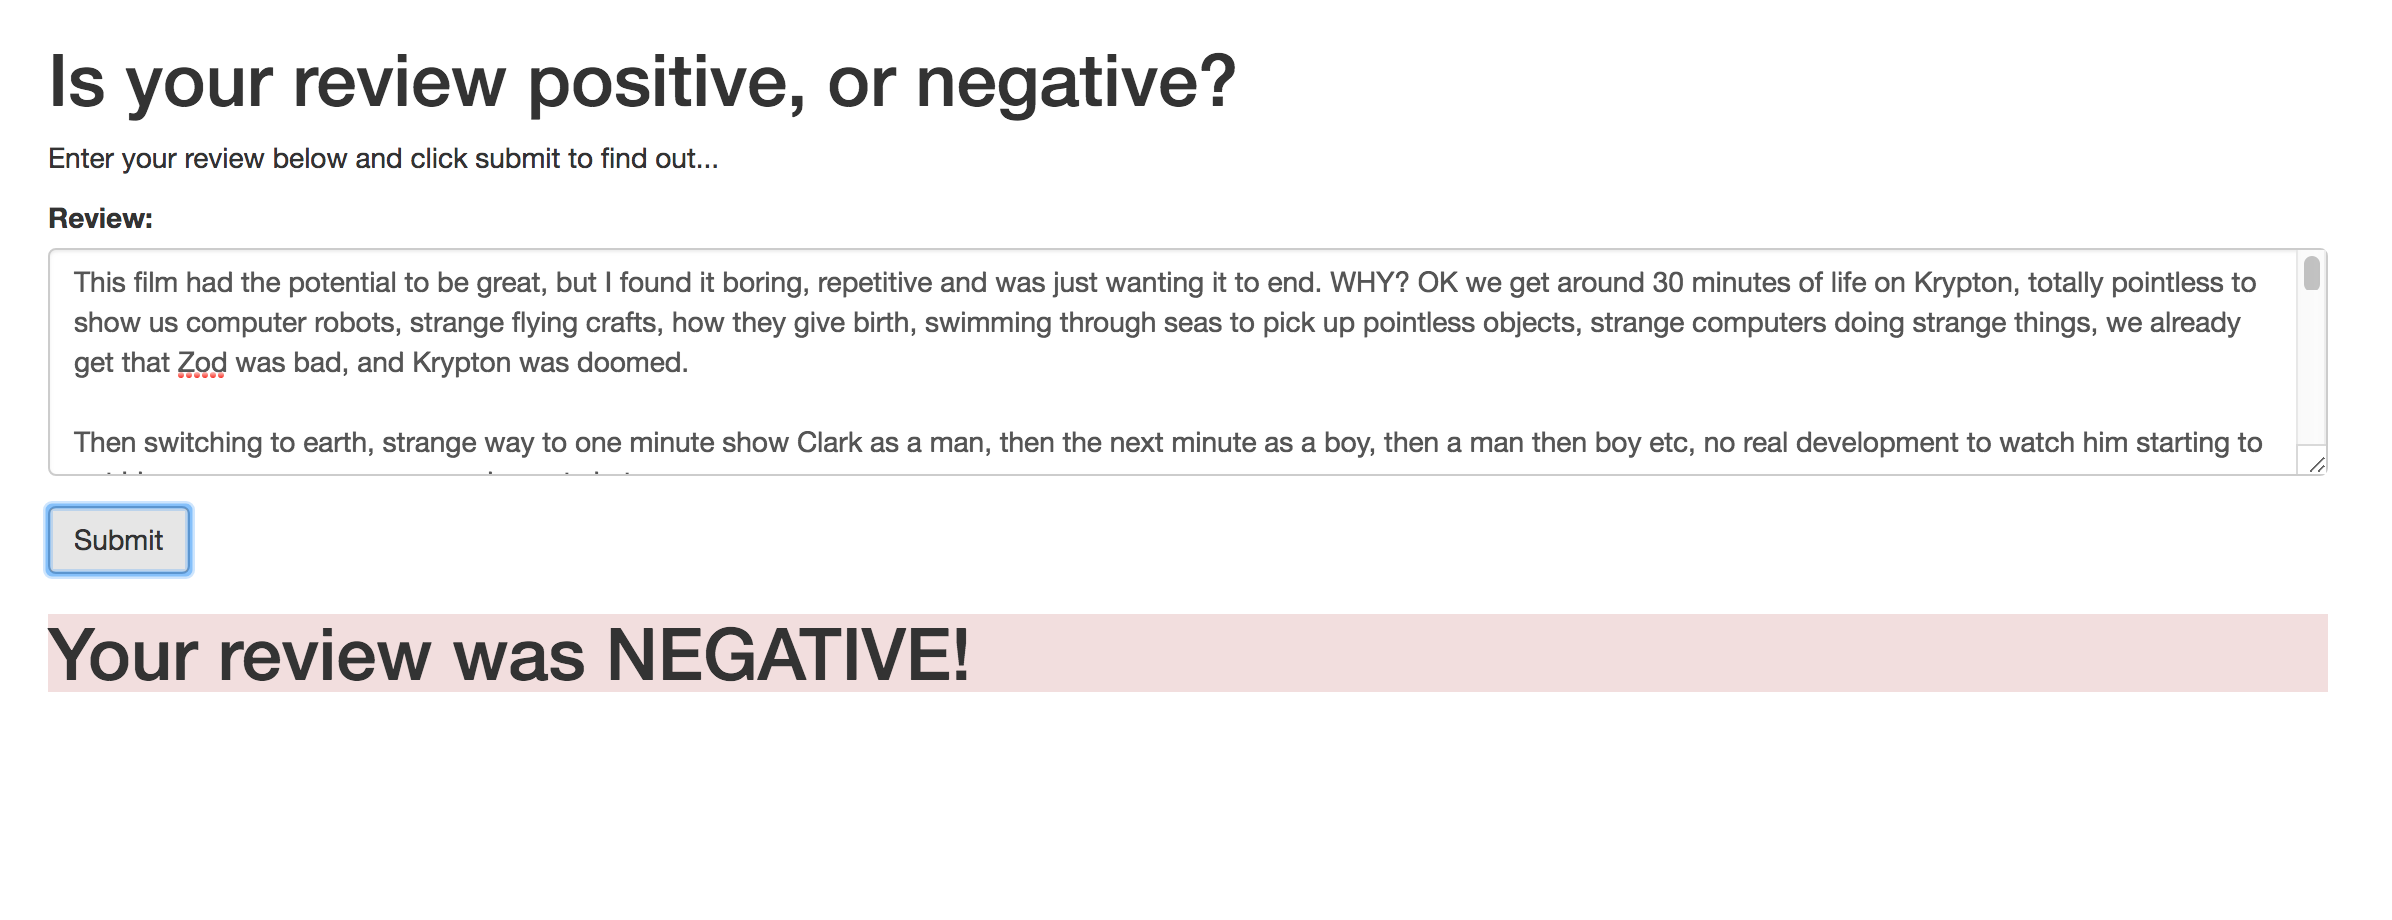 Is your review positive, or negative?
Enter your review below and click submit to find out...
Review:
This film had the potential to be great, but I found it boring, repetitive and was just wanting it to end. WHY? OK we get around 30 minutes of life on Krypton, totally pointless to
show us computer robots, strange flying crafts, how they give birth, swimming through seas to pick up pointless objects, strange computers doing strange things, we already
get that Zod was bad, and Krypton was doomed.
Then switching to earth, strange way to one minute show Clark as a man, then the next minute as a boy, then a man then boy etc, no real development to watch him starting to
Submit
Your review was NEGATIVE!